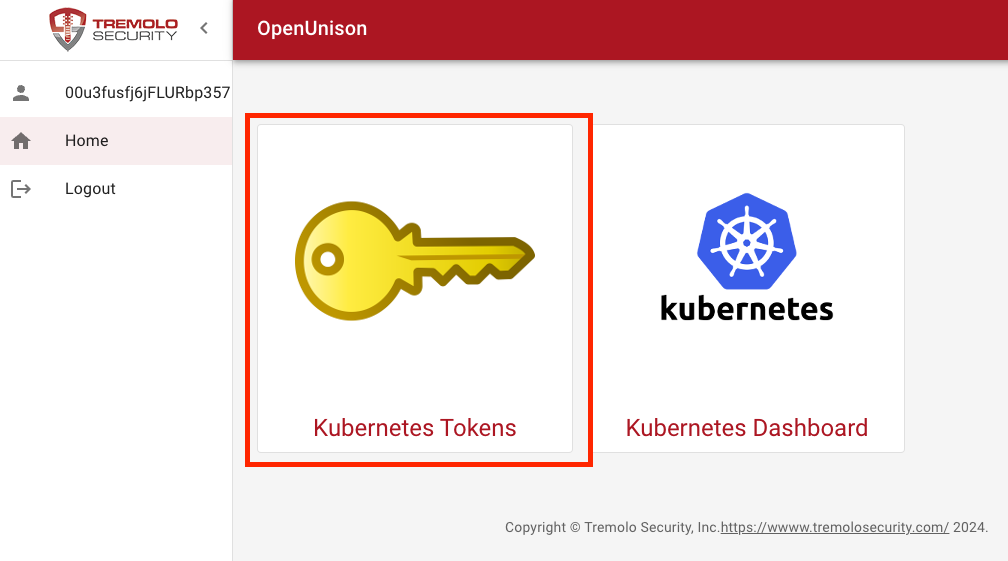 TREMOLO
SECURITY
OpenUnison
00u3fusfj6jFLURbp357
Home
Logout
kubernetes
Kubernetes Tokens
Kubernetes Dashboard
Copyright © Tremolo Security, Inc.https://wwww.tremolosecurity.com/ 2024.